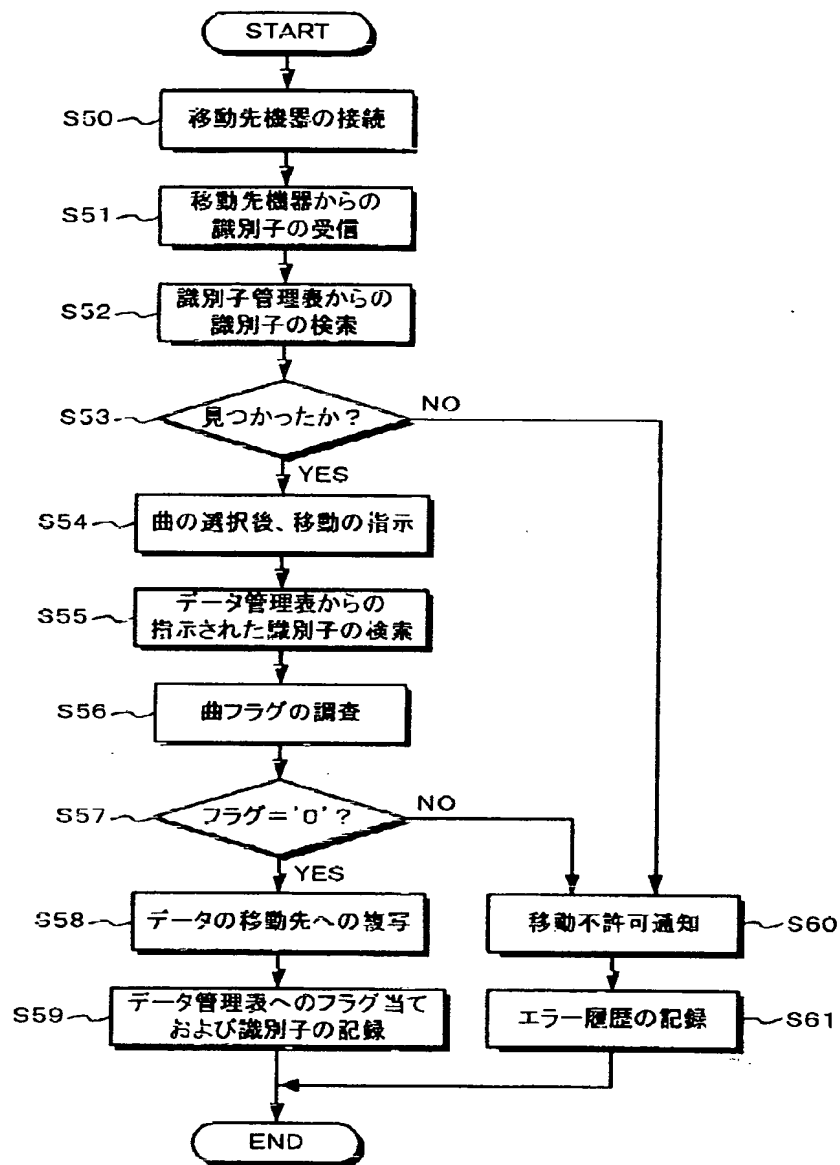 START
S50
移動先機器の接続
S51
移動先機器からの
識別子の受信
S52
識別子管理表からの
識別子の検索
S53
見つかったか？
NO
YES
S54
曲の選択後、移動の指示
S55
データ管理表からの
指示された識別子の検索
S56
曲フラグの調査
S57
フラグ＝'0'？
NO
YES
S58
データの移動先への複写
移動不許可通知
S60
S59
データ管理表へのフラグ当て
および識別子の記録
エラー履歴の記録
S61
END